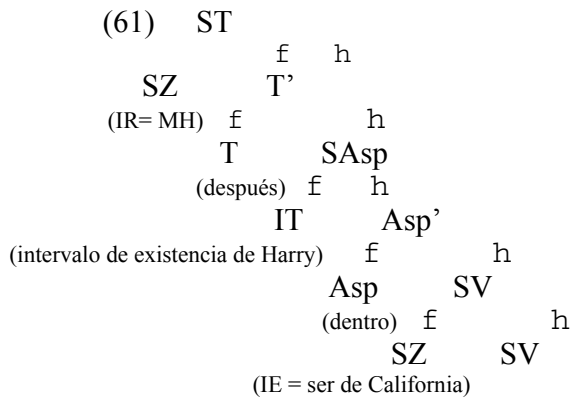 (61) ST
f h
SZ T’
(IR= MH) f h
T SAsp
(después) f h
IT Asp’
(intervalo de existencia de Harry) f h
Asp SV
(dentro) f h
SZ SV
(IE = ser de California)